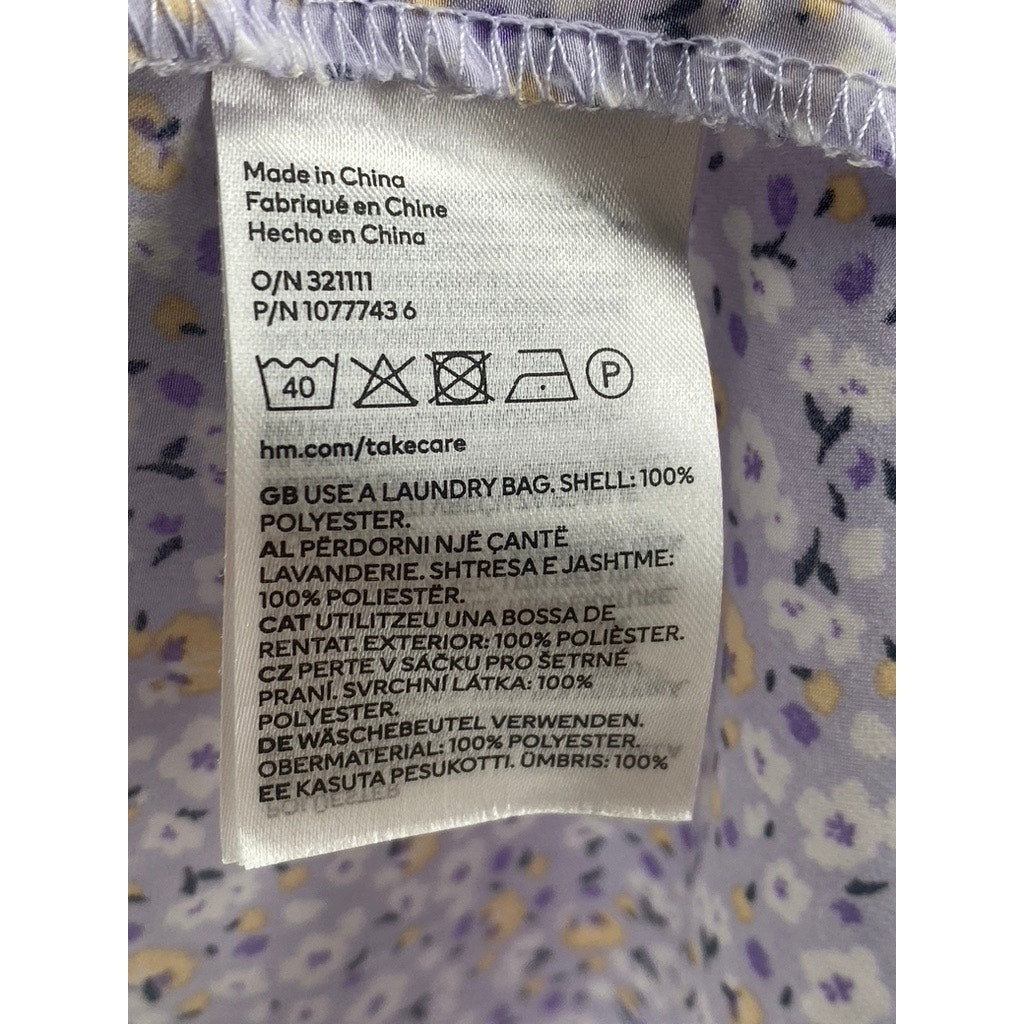 Made in China
Fabriqué en Chine
Hecho en China
O/N 321111
P/N 1077743 6
40
P
hm.com/takecare
GB USE A LAUNDRY BAG. SHELL: 100%
POLYESTER.
AL PËRDORNI NJË ÇANTË
LAVANDERIE. SHTRESA E JASHTME:
100% POLIESTËR.
CAT UTILITZEU UNA BOSSA DE
RENTAT. EXTERIOR: 100% POLIÈSTER.
CZ PERTE V SÁČKU PRO ŠETRNÉ
PRANÍ. SVRCHNÍ LÁTKA: 100%
POLYESTER.
DE WÄSCHEBEUTEL VERWENDEN.
OBERMATERIAL: 100% POLYESTER.
EE KASUTA PESUKOTTI. ÜMBRIS: 100%